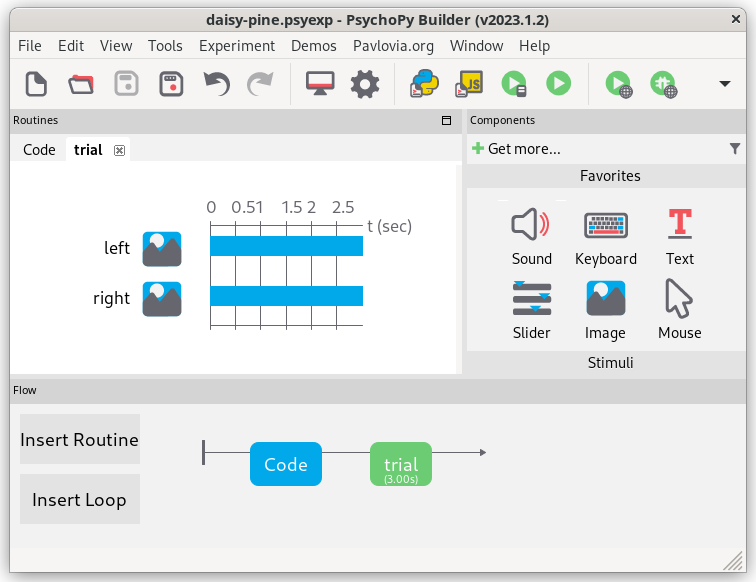 daisy-pine.psyexp - PsychoPy Builder (v2023.1.2)
File Edit View Tools Experiment Demos Pavlovia.org Window Help
JS
Routines
Code trial
0 0.51 1.5 2 2.5
t (sec)
left
right
Components
Get more...
Favorites
Sound Keyboard Text
Slider Image Mouse
Stimuli
Flow
Insert Routine
Insert Loop
Code
trial
(3.00s)